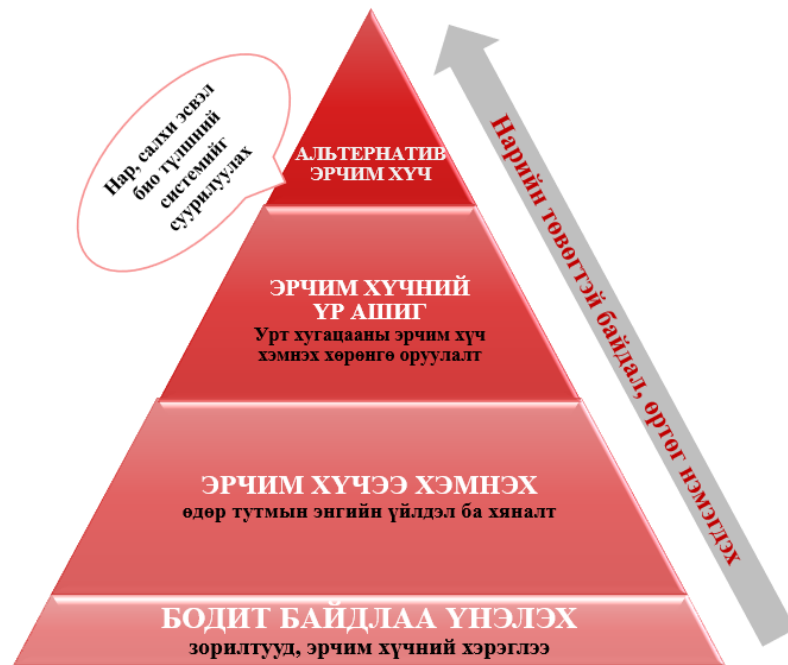 Нар, салхи эсвэл
био түлшний
системийг
суурилуулах
АЛЬТЕРНАТИВ
ЭРЧИМ ХҮЧ
Нарийн төвөгтэй байдал, өртөг нэмэгдэх
ЭРЧИМ ХҮЧНИЙ
ҮР АШИГ
Урт хугацааны эрчим хүч
хэмнэх хөрөнгө оруулалт
ЭРЧИМ ХҮЧЭЭ ХЭМНЭХ
өдөр тутмын энгийн үйлдэл ба хяналт
БОДИТ БАЙДЛАА ҮНЭЛЭХ
зорилтууд, эрчим хүчний хэрэглээ